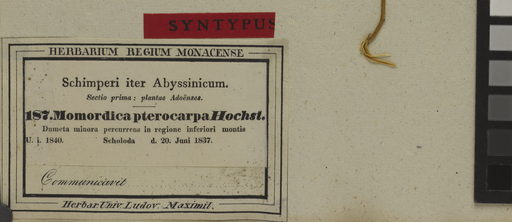 SYNTYPUS
HERBARIUM REGIUM MONACENSE
Schimperi iter Abyssinicum.
Sectio prima: plantae Adoënses.
187. Momordica pterocarpa Hochst.
Dumeta minora percurrens in regione inferiori montis
U. i. 1840. Scholoda d. 20. Juni 1837.
Communicavit
Herbar. Univ. Ludov. Maximil.